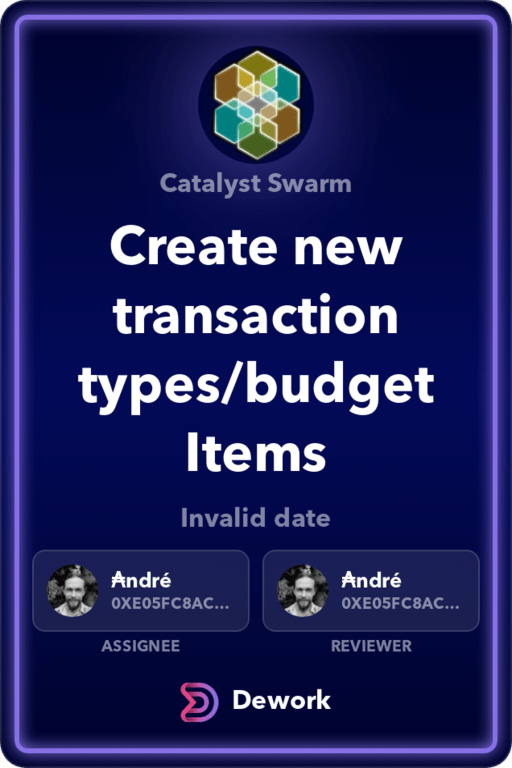 Catalyst Swarm
Create new
transaction
types/budget
Items
Invalid date
₳ndré
0XE05FC8AC...
₳ndré
0XE05FC8AC...
ASSIGNEE
REVIEWER
Dework